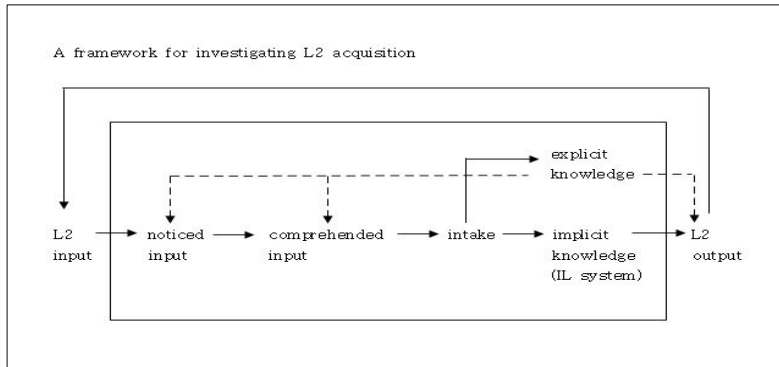 A framework for investigating L2 acquisition
explicit
knowledge
L2
input
noticed
input
comprehended
input
intake
implicit
knowledge
(IL system)
L2
output